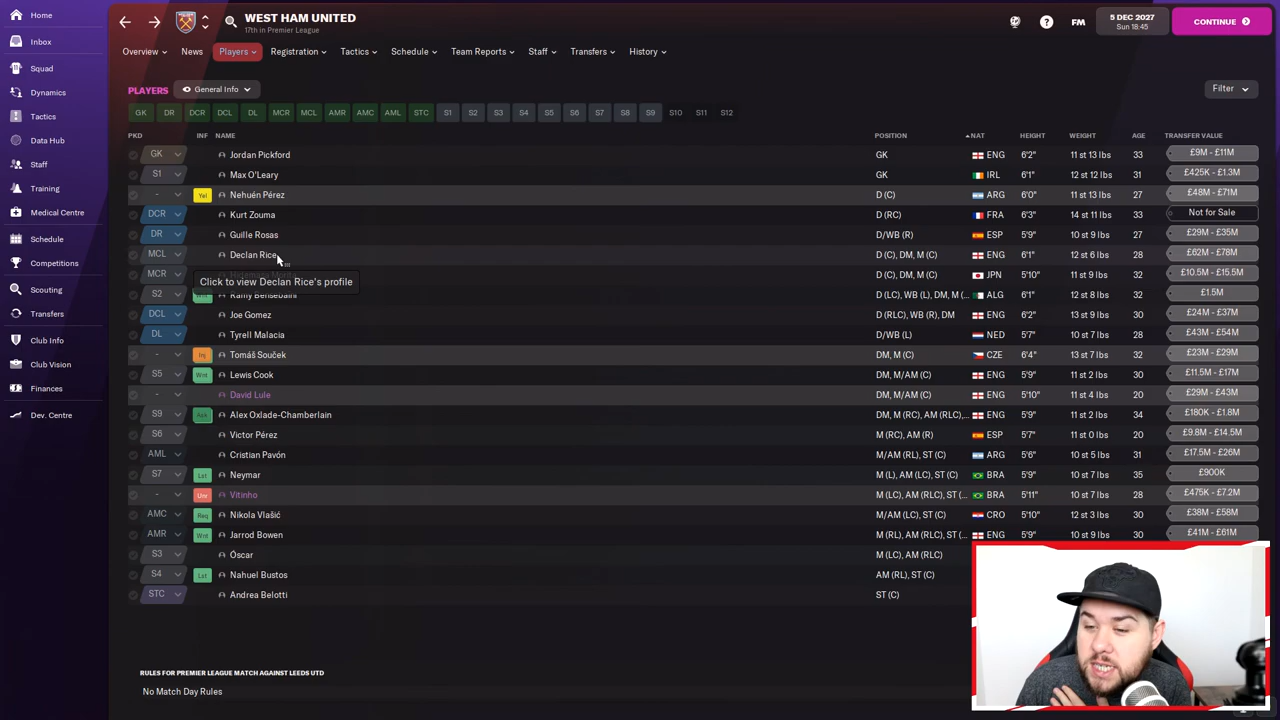 Home
Inbox
Squad
Dynamics
Tactics
Data Hub
Staff
Training
Medical Centre
Schedule
Competitions
Scouting
Transfers
Club Info
Club Vision
Finances
Dev. Centre
WEST HAM UNITED
17th in Premier League
FM
5 DEC 2027
Sun 18:45
CONTINUE
Overview News Players Registration Tactics Schedule Team Reports Staff Transfers History
PLAYERS General Info Filter
GK DR DCR DCL DL MCR MCL AMR AMC AML STC S1 S2 S3 S4 S5 S6 S7 S8 S9 S10 S11 S12
PKD INF NAME POSITION NAT HEIGHT WEIGHT AGE TRANSFER VALUE
GK Jordan Pickford GK ENG 6'2" 11 st 13 lbs 33 £9M - £11M
S1 Max O'Leary GK IRL 6'1" 12 st 12 lbs 31 £425K - £1.3M
- Yel Nehuén Pérez D (C) ARG 6'0" 11 st 13 lbs 27 £48M - £71M
DCR Kurt Zouma D (RC) FRA 6'3" 14 st 11 lbs 33 Not for Sale
DR Guille Rosas D/WB (R) ESP 5'9" 10 st 9 lbs 27 £29M - £35M
MCL Declan Rice D (C), DM, M (C) ENG 6'1" 12 st 6 lbs 28 £62M - £78M
MCR D (C), DM, M (C) JPN 5'10" 11 st 9 lbs 32 £10.5M - £15.5M
Click to view Declan Rice's profile
S2 Ramy Bensebaini D (LC), WB (L), DM, M (... ALG 6'1" 12 st 8 lbs 32 £1.5M
DCL Joe Gomez D (RLC), WB (R), DM ENG 6'2" 13 st 9 lbs 30 £24M - £37M
DL Tyrell Malacia D/WB (L) NED 5'7" 10 st 7 lbs 28 £43M - £54M
- Inj Tomáš Souček DM, M (C) CZE 6'4" 13 st 7 lbs 32 £23M - £29M
S5 Wnt Lewis Cook DM, M/AM (C) ENG 5'9" 11 st 2 lbs 30 £11.5M - £17M
- David Lule DM, M/AM (C) ENG 5'10" 11 st 4 lbs 20 £29M - £43M
S9 Ask Alex Oxlade-Chamberlain DM, M (RC), AM (RLC),... ENG 5'9" 11 st 2 lbs 34 £180K - £1.8M
S6 Victor Pérez M (RC), AM (R) ESP 5'7" 11 st 0 lbs 20 £9.8M - £14.5M
AML Cristian Pavón M/AM (RL), ST (C) ARG 5'6" 10 st 5 lbs 31 £17.5M - £26M
S7 Lst Neymar M (L), AM (LC), ST (C) BRA 5'9" 10 st 7 lbs 35 £900K
- Unr Vitinho M (LC), AM (RLC), ST (... BRA 5'11" 10 st 7 lbs 28 £475K - £7.2M
AMC Req Nikola Vlašić M/AM (LC), ST (C) CRO 5'10" 12 st 3 lbs 30 £38M - £58M
AMR Wnt Jarrod Bowen M (RL), AM (RLC), ST (... ENG 5'9" 11 st 0 lbs 30 £41M - £61M
S3 Óscar M (LC), AM (RLC)
S4 Lst Nahuel Bustos AM (RL), ST (C)
STC Andrea Belotti ST (C)
RULES FOR PREMIER LEAGUE MATCH AGAINST LEEDS UTD
No Match Day Rules